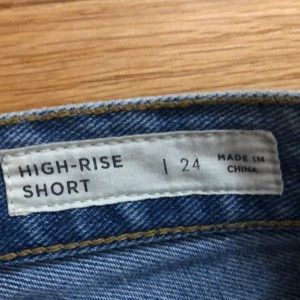 HIGH-RISE
SHORT
| 24
MADE IN
CHINA